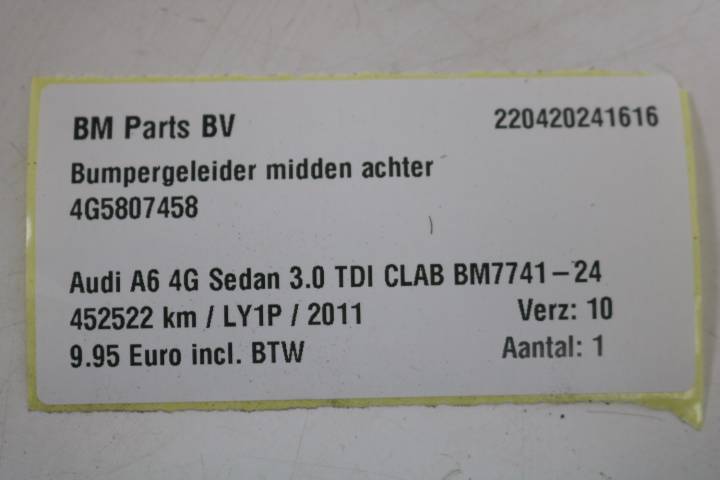 BM Parts BV 220420241616
Bumpergeleider midden achter
4G5807458
Audi A6 4G Sedan 3.0 TDI CLAB BM7741-24
452522 km / LY1P / 2011 Verz: 10
9.95 Euro incl. BTW Aantal: 1